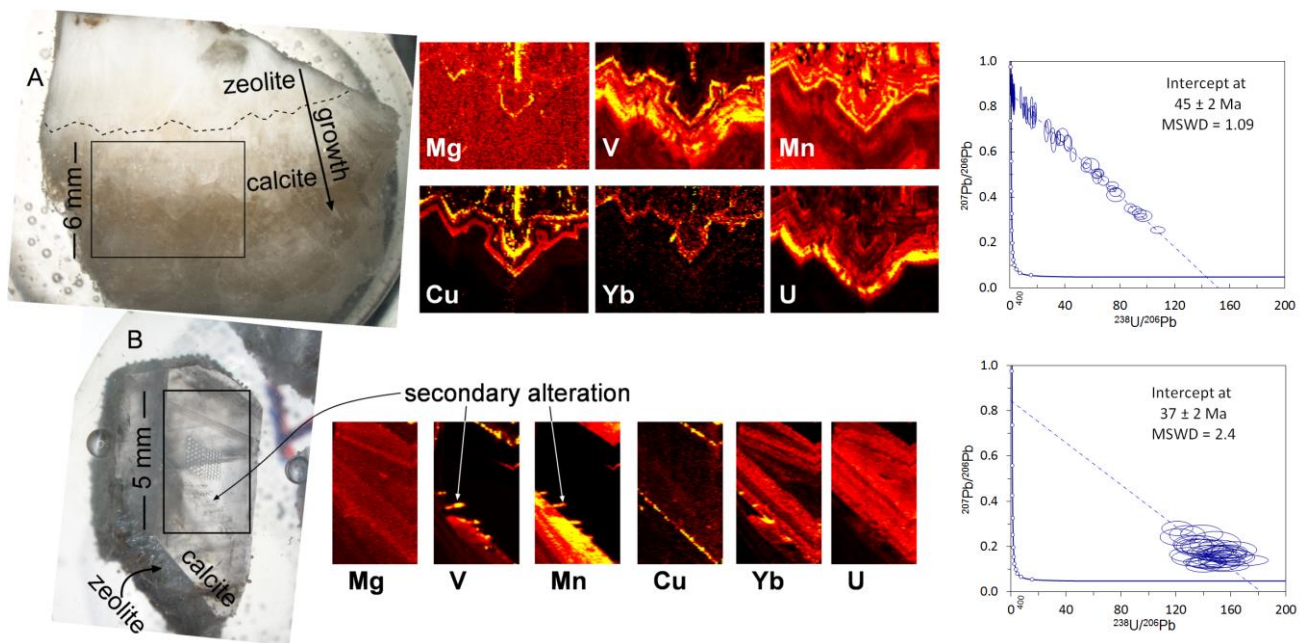 A
zeolite
growth
calcite
6 mm
Mg
V
Mn
Cu
Yb
U
1.0
0.8
0.6
0.4
0.2
0.0
207Pb/206Pb
Intercept at
45 ± 2 Ma
MSWD = 1.09
0
400
40
80
120
160
200
238U/206Pb
B
5 mm
calcite
zeolite
secondary alteration
Mg
V
Mn
Cu
Yb
U
1.0
0.8
0.6
0.4
0.2
0.0
207Pb/206Pb
Intercept at
37 ± 2 Ma
MSWD = 2.4
0
400
40
80
120
160
200
238U/206Pb